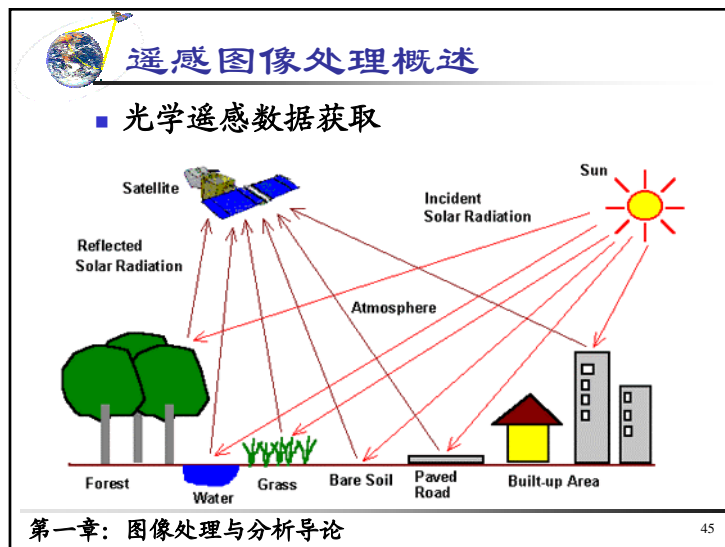 遥感图像处理概述
光学遥感数据获取
Satellite
Sun
Incident
Solar Radiation
Reflected
Solar Radiation
Atmosphere
Forest
Water
Grass
Bare Soil
Paved
Road
Built-up Area
第一章：图像处理与分析导论
45